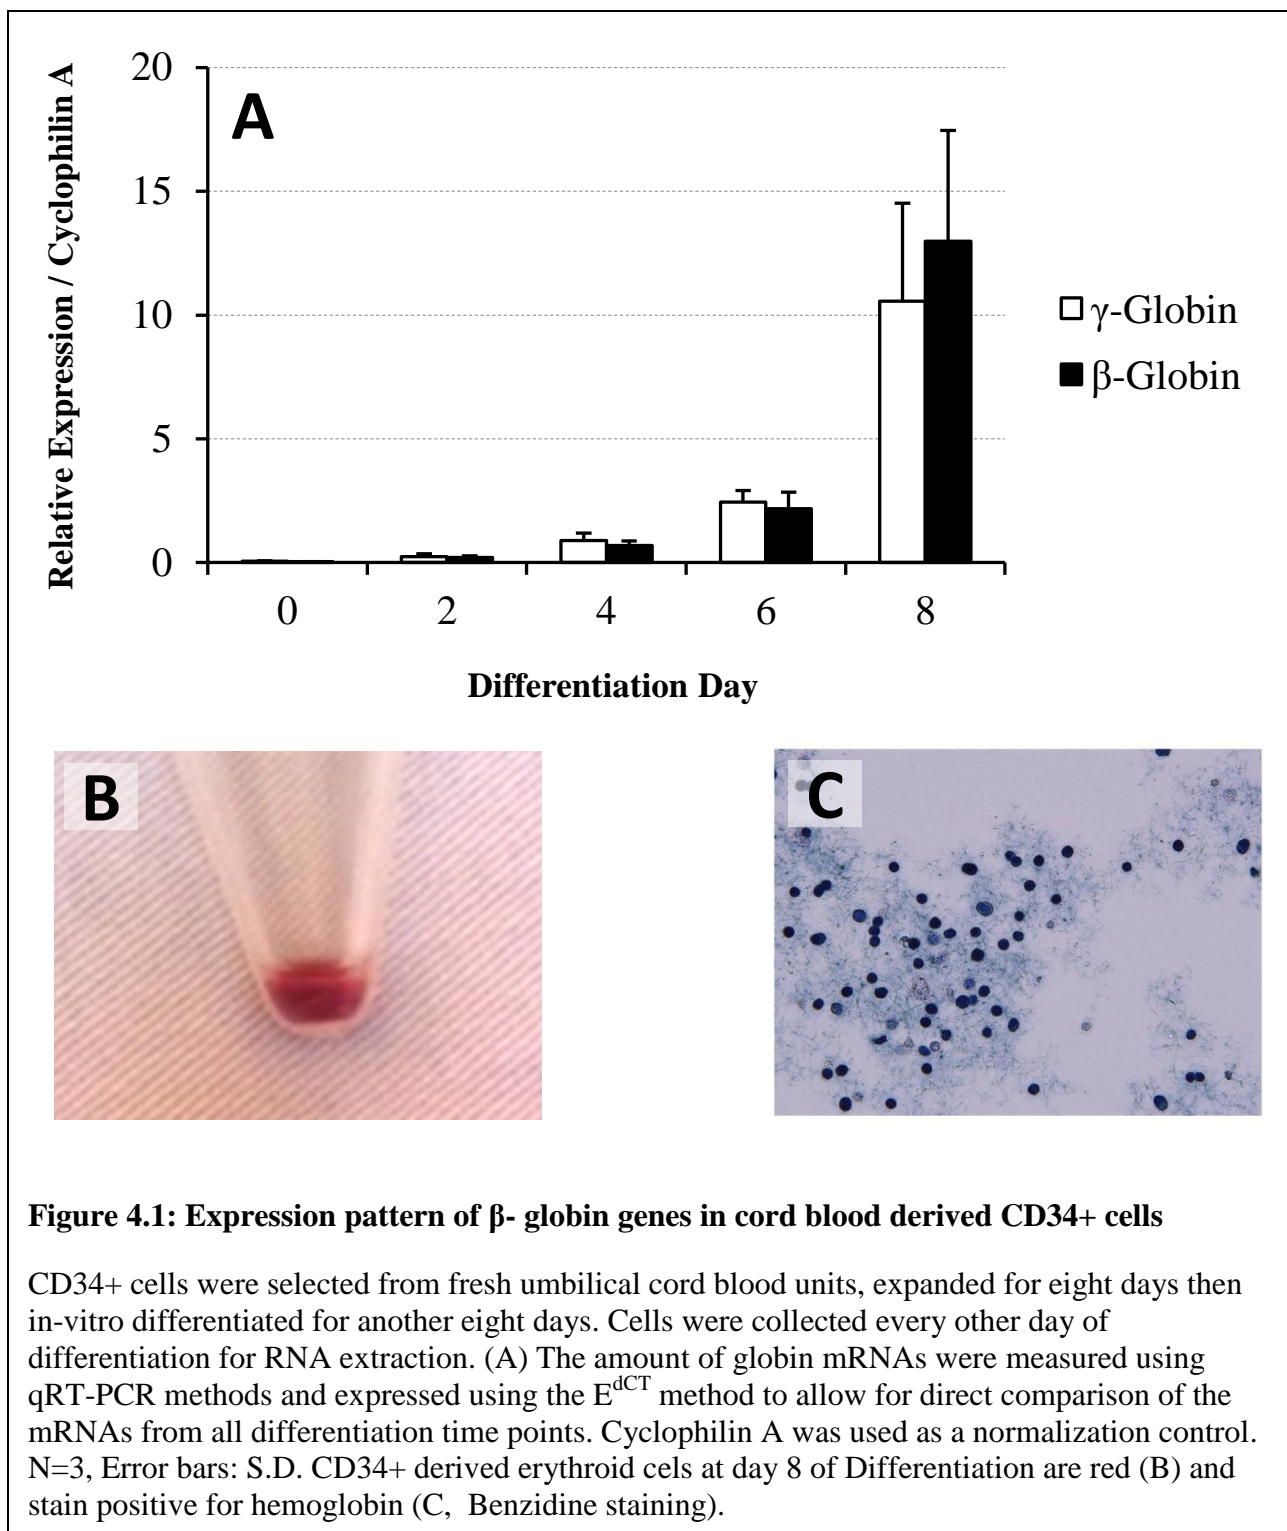 A
20
15
10
5
0
Relative Expression / Cyclophilin A
0 2 4 6 8
Differentiation Day
γ-Globin
β-Globin
B
C
Figure 4.1: Expression pattern of β- globin genes in cord blood derived CD34+ cells
CD34+ cells were selected from fresh umbilical cord blood units, expanded for eight days then
in-vitro differentiated for another eight days. Cells were collected every other day of
differentiation for RNA extraction. (A) The amount of globin mRNAs were measured using
qRT-PCR methods and expressed using the E^dCT method to allow for direct comparison of the
mRNAs from all differentiation time points. Cyclophilin A was used as a normalization control.
N=3, Error bars: S.D. CD34+ derived erythroid cels at day 8 of Differentiation are red (B) and
stain positive for hemoglobin (C,  Benzidine staining).